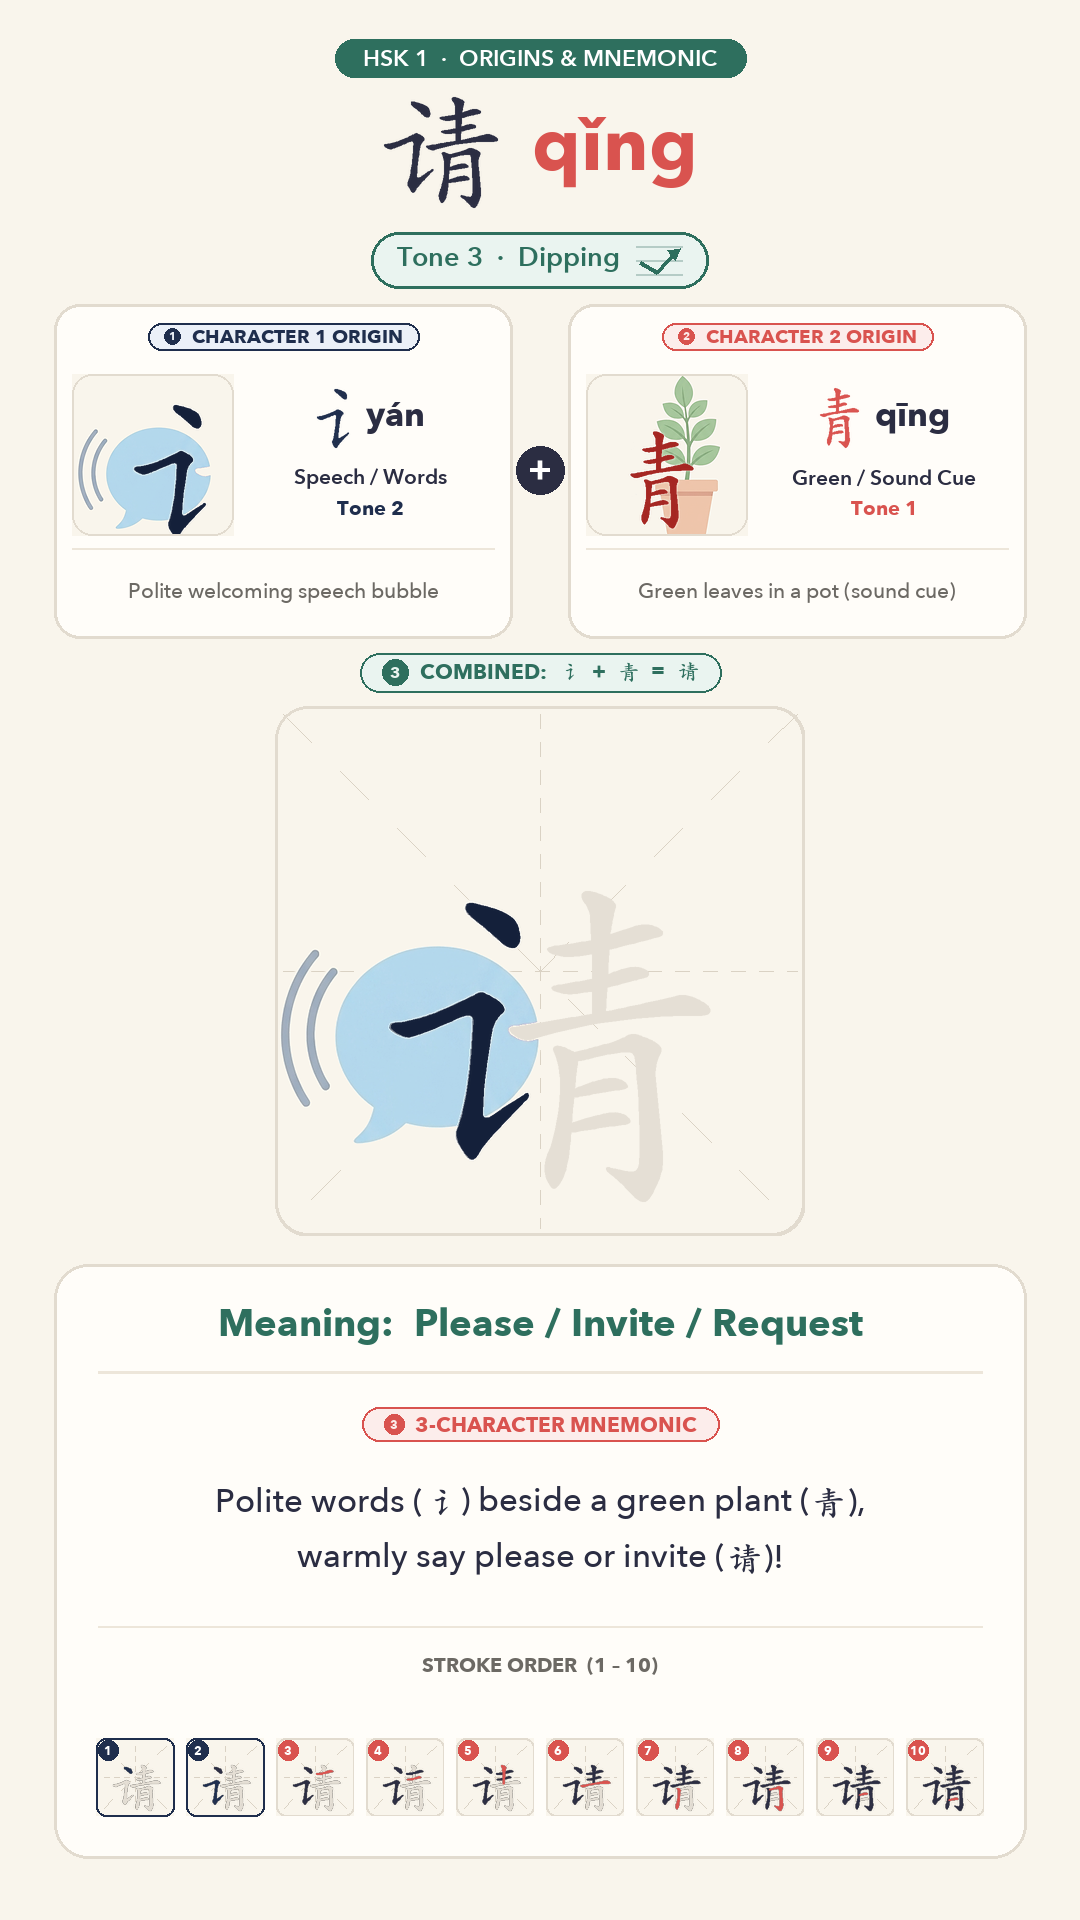 HSK 1 · ORIGINS & MNEMONIC
请 qǐng
Tone 3 · Dipping
1 CHARACTER 1 ORIGIN
讠
讠 yán
Speech / Words
Tone 2
Polite welcoming speech bubble
+
2 CHARACTER 2 ORIGIN
青
青 qīng
Green / Sound Cue
Tone 1
Green leaves in a pot (sound cue)
3 COMBINED: 讠 + 青 = 请
讠青
Meaning: Please / Invite / Request
3 3-CHARACTER MNEMONIC
Polite words (讠) beside a green plant (青),
warmly say please or invite (请)!
STROKE ORDER (1 – 10)
1 2 3 4 5 6 7 8 9 10
请 请 请 请 请 请 请 请 请 请